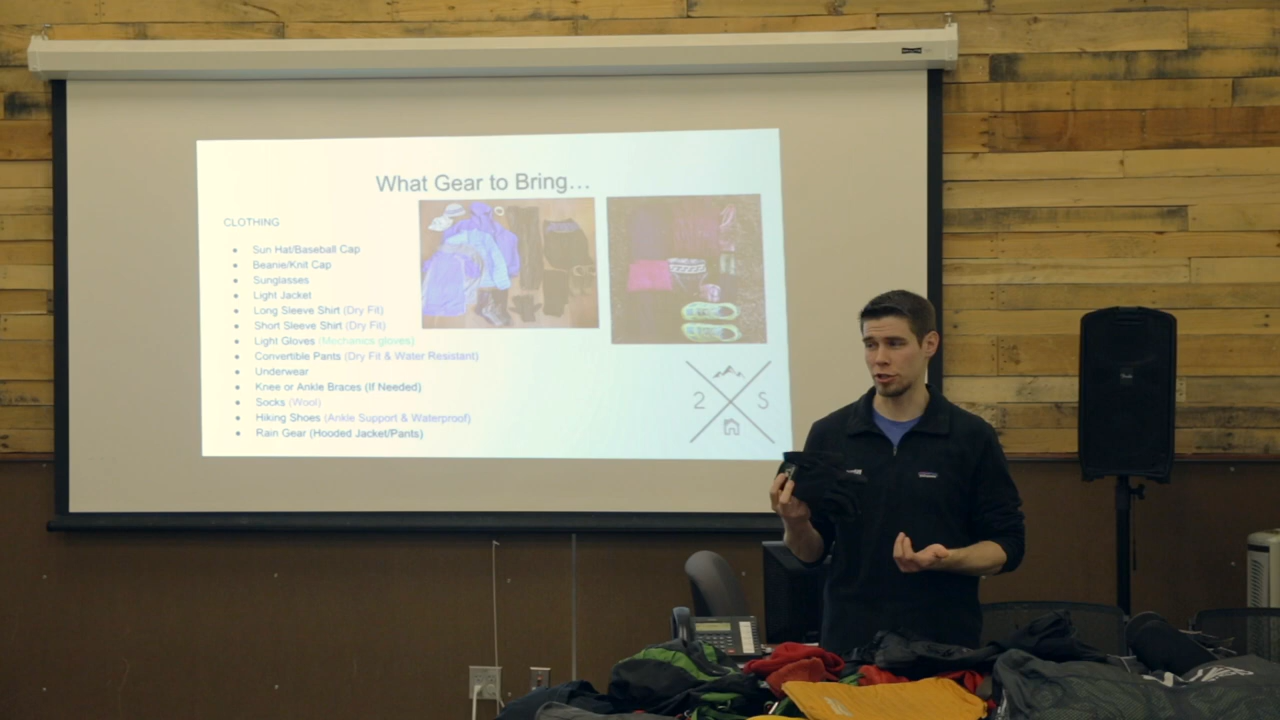 What Gear to Bring...
CLOTHING
Sun Hat/Baseball Cap
Beanie/Knit Cap
Sunglasses
Light Jacket
Long Sleeve Shirt (Dry Fit)
Short Sleeve Shirt (Dry Fit)
Light Gloves (Mechanics gloves)
Convertible Pants (Dry Fit & Water Resistant)
Underwear
Knee or Ankle Braces (If Needed)
Socks (Wool)
Hiking Shoes (Ankle Support & Waterproof)
Rain Gear (Hooded Jacket/Pants)
2 S